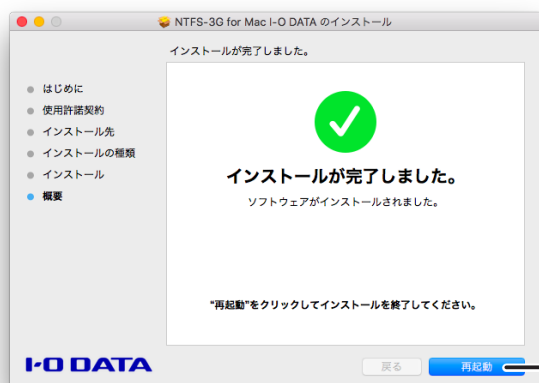 NTFS-3G for Mac I-O DATA のインストール
インストールが完了しました。
はじめに
使用許諾契約
インストール先
インストールの種類
インストール
概要
インストールが完了しました。
ソフトウェアがインストールされました。
"再起動"をクリックしてインストールを終了してください。
I-O DATA
戻る
再起動